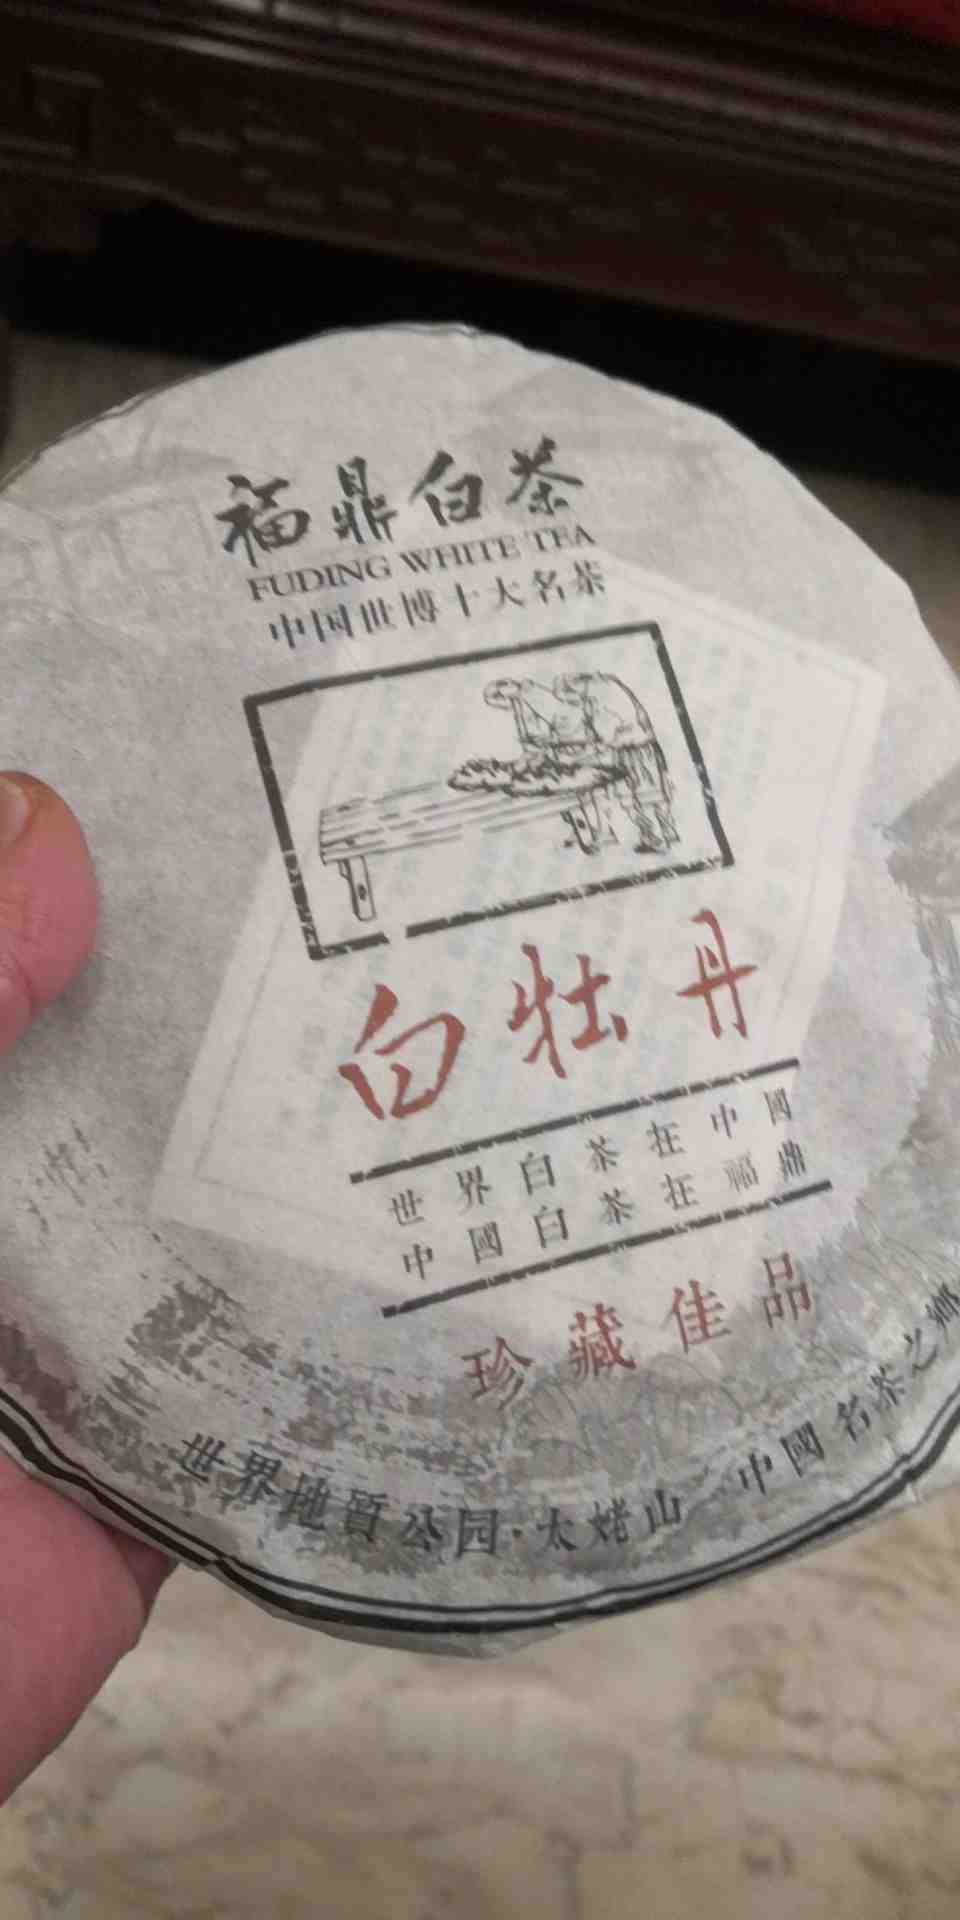 福鼎白茶
FUDING WHITE TEA
中国世博十大名茶
白牡丹
世界白茶在中國
中國白茶在福鼎
珍藏佳品
世界地質公园·太姥山 中國名茶之鄉